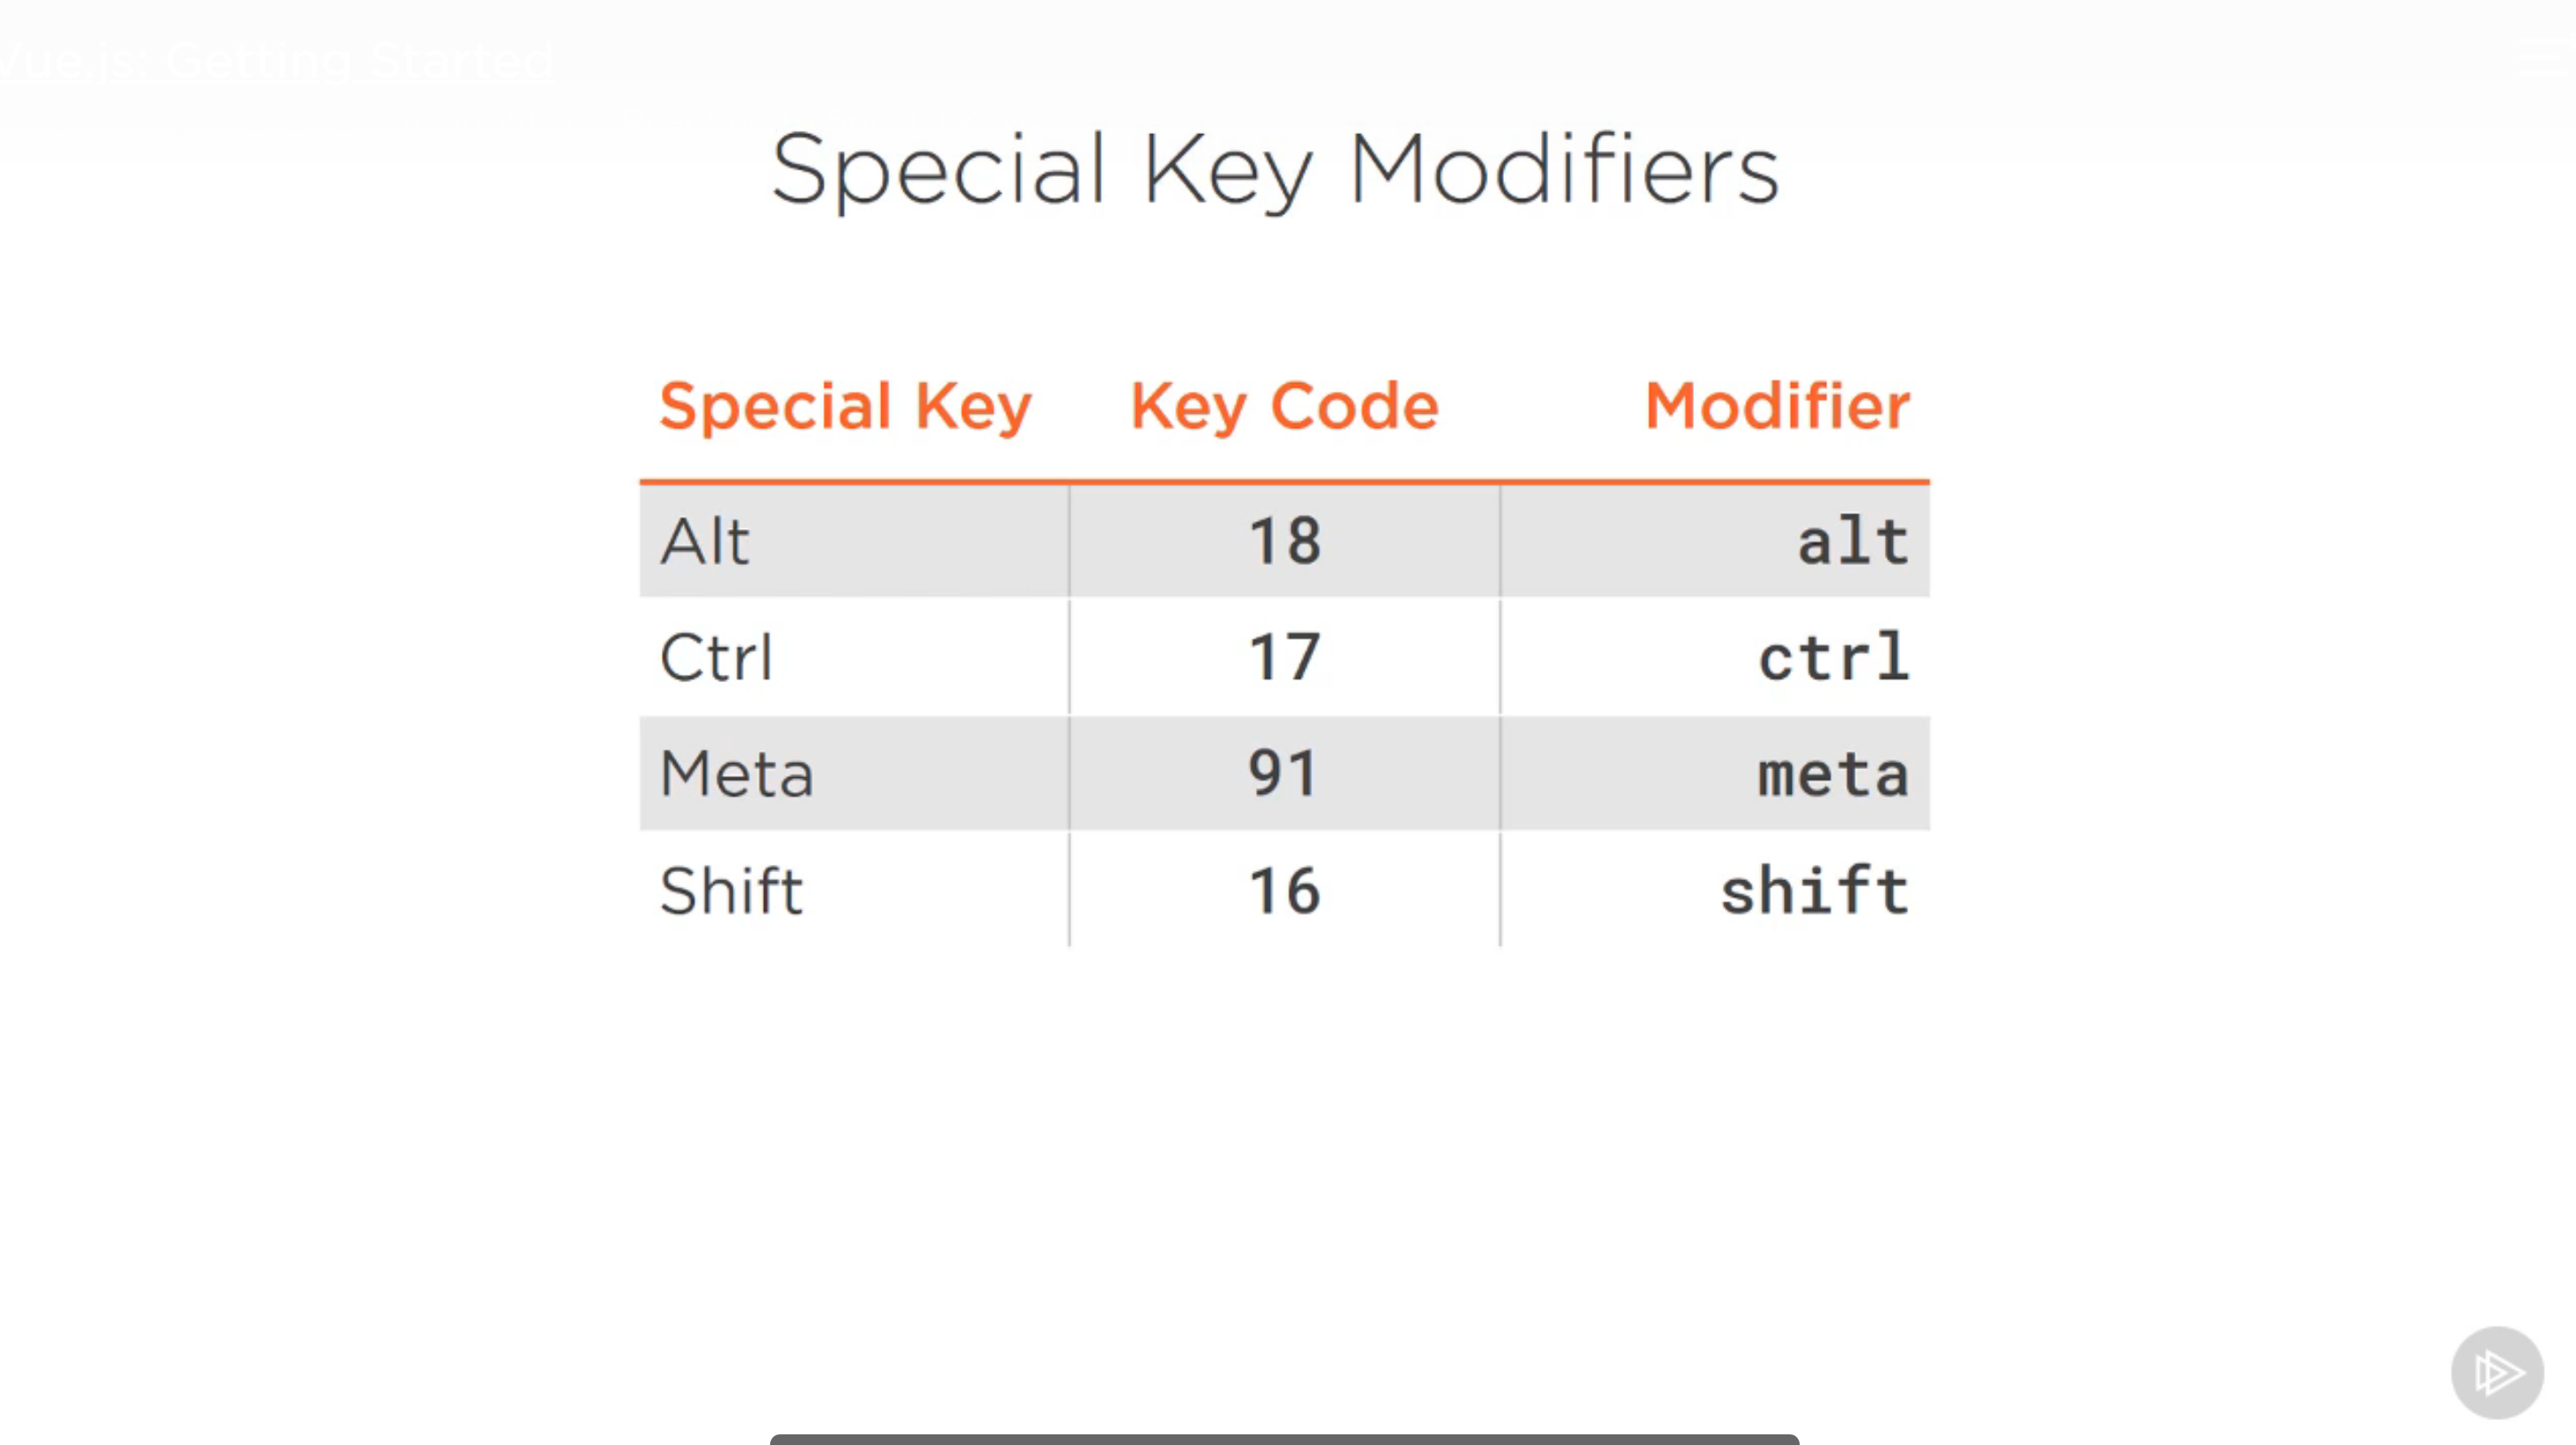 Vue.js: Getting Started
Special Key Modifiers
Special Key Key Code Modifier
Alt 18 alt
Ctrl 17 ctrl
Meta 91 meta
Shift 16 shift